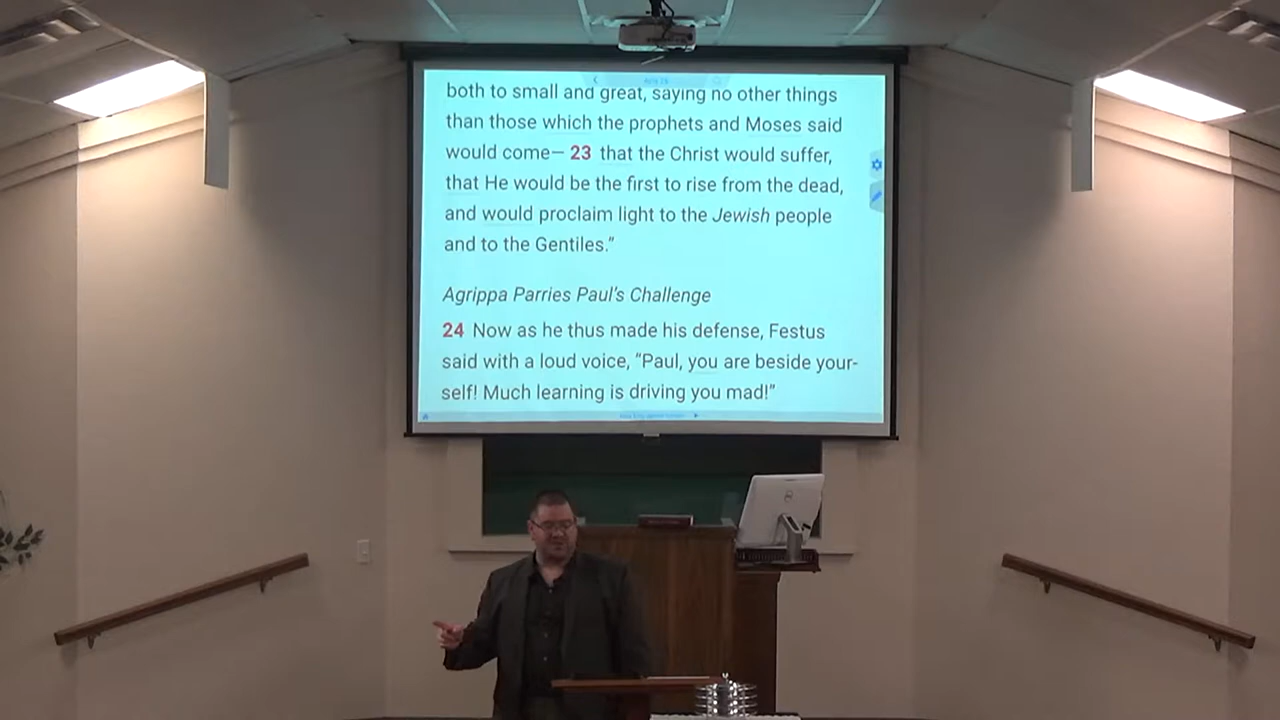 both to small and great, saying no other things
than those which the prophets and Moses said
would come— 23 that the Christ would suffer,
that He would be the first to rise from the dead,
and would proclaim light to the Jewish people
and to the Gentiles.”
Agrippa Parries Paul’s Challenge
24 Now as he thus made his defense, Festus
said with a loud voice, “Paul, you are beside your-
self! Much learning is driving you mad!”